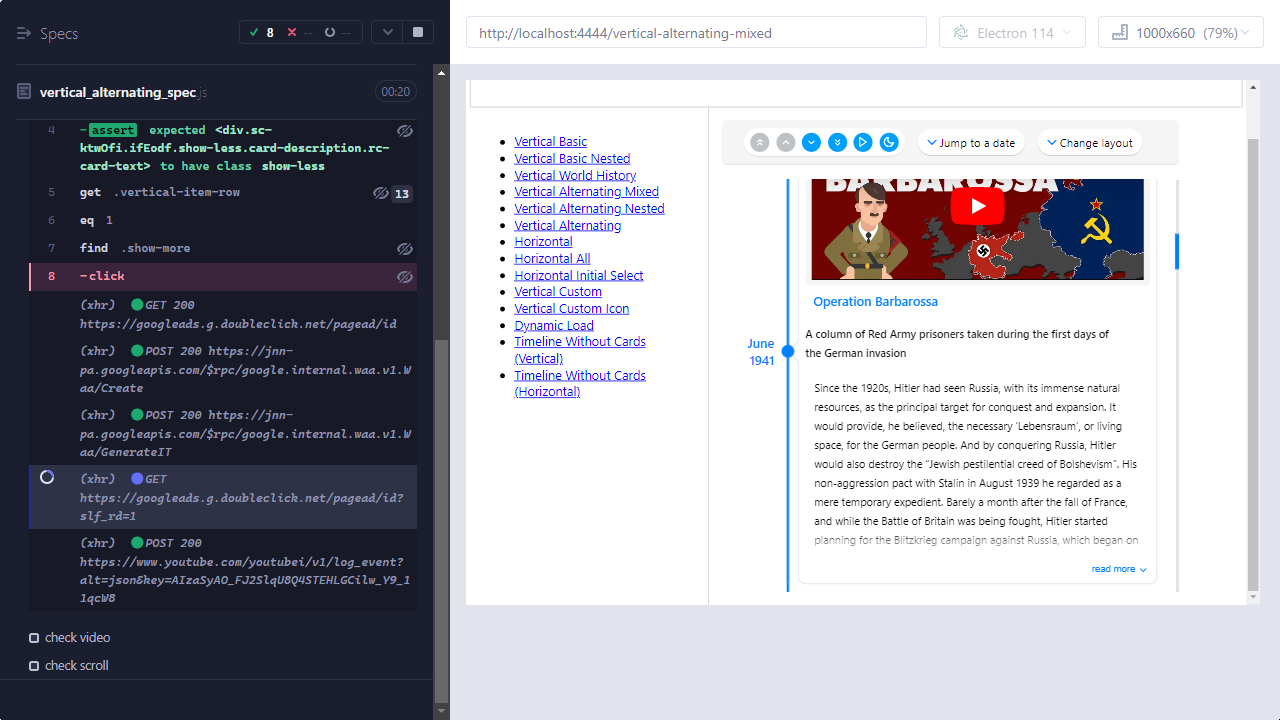 Specs
8
--
--
http://localhost:4444/vertical-alternating-mixed
Electron 114
1000x660 (79%)
vertical_alternating_spec.js
00:20
4 -assert expected <div.sc-
ktwOfi.ifEodf.show-less.card-description.rc-
card-text> to have class show-less
5 get .vertical-item-row 13
6 eq 1
7 find .show-more
8 -click
(xhr) GET 200
https://googleads.g.doubleclick.net/pagead/id
(xhr) POST 200 https://jnn-
pa.googleapis.com/$rpc/google.internal.waa.v1.W
aa/Create
(xhr) POST 200 https://jnn-
pa.googleapis.com/$rpc/google.internal.waa.v1.W
aa/GenerateIT
(xhr) GET
https://googleads.g.doubleclick.net/pagead/id?
slf_rd=1
(xhr) POST 200
https://www.youtube.com/youtubei/v1/log_event?
alt=json&key=AIzaSyAO_FJ2SlqU8Q4STEHLGCilw_Y9_1
1qcW8
check video
check scroll
Vertical Basic
Vertical Basic Nested
Vertical World History
Vertical Alternating Mixed
Vertical Alternating Nested
Vertical Alternating
Horizontal
Horizontal All
Horizontal Initial Select
Vertical Custom
Vertical Custom Icon
Dynamic Load
Timeline Without Cards
(Vertical)
Timeline Without Cards
(Horizontal)
Jump to a date
Change layout
BARBAROSSA
Operation Barbarossa
June
1941
A column of Red Army prisoners taken during the first days of
the German invasion
Since the 1920s, Hitler had seen Russia, with its immense natural
resources, as the principal target for conquest and expansion. It
would provide, he believed, the necessary ‘Lebensraum’, or living
space, for the German people. And by conquering Russia, Hitler
would also destroy the “Jewish pestilential creed of Bolshevism”. His
non-aggression pact with Stalin in August 1939 he regarded as a
mere temporary expedient. Barely a month after the fall of France,
and while the Battle of Britain was being fought, Hitler started
planning for the Blitzkrieg campaign against Russia, which began on
read more